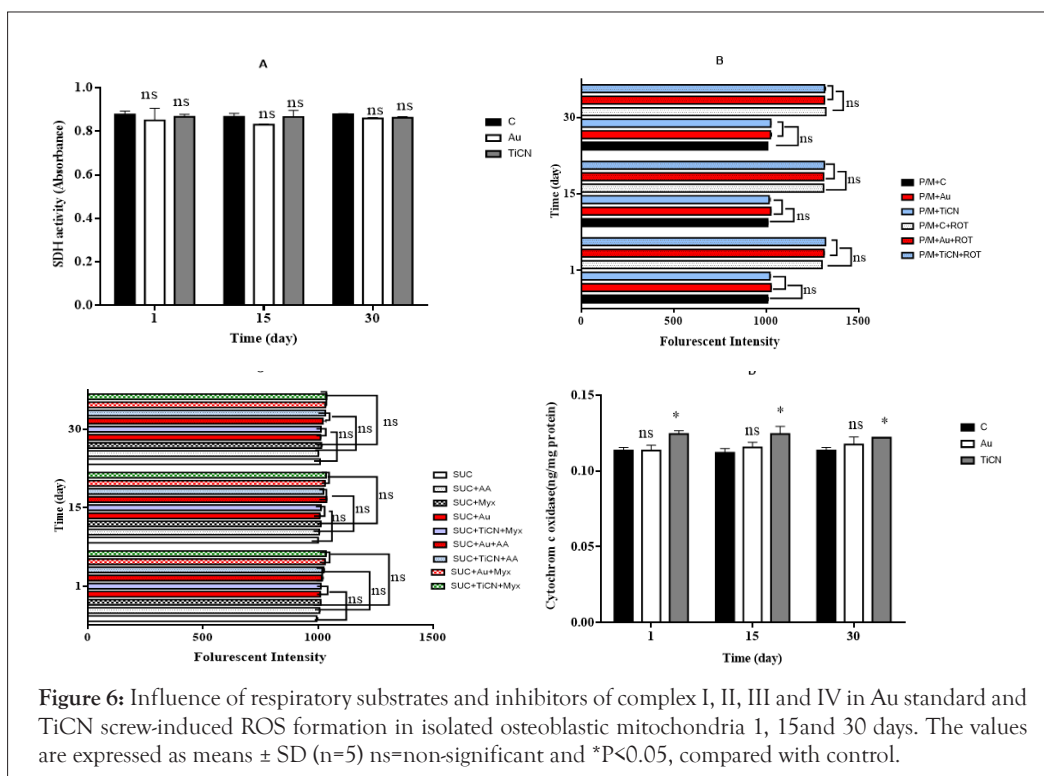 A
SDH activity (Absorbance)
1.0
0.8
0.6
0.4
0.2
0.0
ns ns
ns ns
ns ns
1 15 30
Time (day)
C
Au
TiCN
B
Time (day)
30
15
1
ns
ns
ns
ns
ns
ns
0 500 1000 1500
Folurescent Intensity
P/M+C
P/M+Au
P/M+TiCN
P/M+C+ROT
P/M+Au+ROT
P/M+TiCN+ROT
Time (day)
30
15
1
ns
ns
ns
ns
ns
ns
ns
ns
ns
0 500 1000 1500
Folurescent Intensity
SUC
SUC+AA
SUC+Myx
SUC+Au
SUC+TiCN+Myx
SUC+Au+AA
SUC+TiCN+AA
SUC+Au+Myx
SUC+TiCN+Myx
Cytochrom c oxidase(ng/mg protein)
0.15
0.10
0.05
0.00
ns *
ns *
ns *
1 15 30
Time (day)
C
Au
TiCN
Figure 6: Influence of respiratory substrates and inhibitors of complex I, II, III and IV in Au standard and
TiCN screw-induced ROS formation in isolated osteoblastic mitochondria 1, 15and 30 days. The values
are expressed as means ± SD (n=5) ns=non-significant and *P<0.05, compared with control.